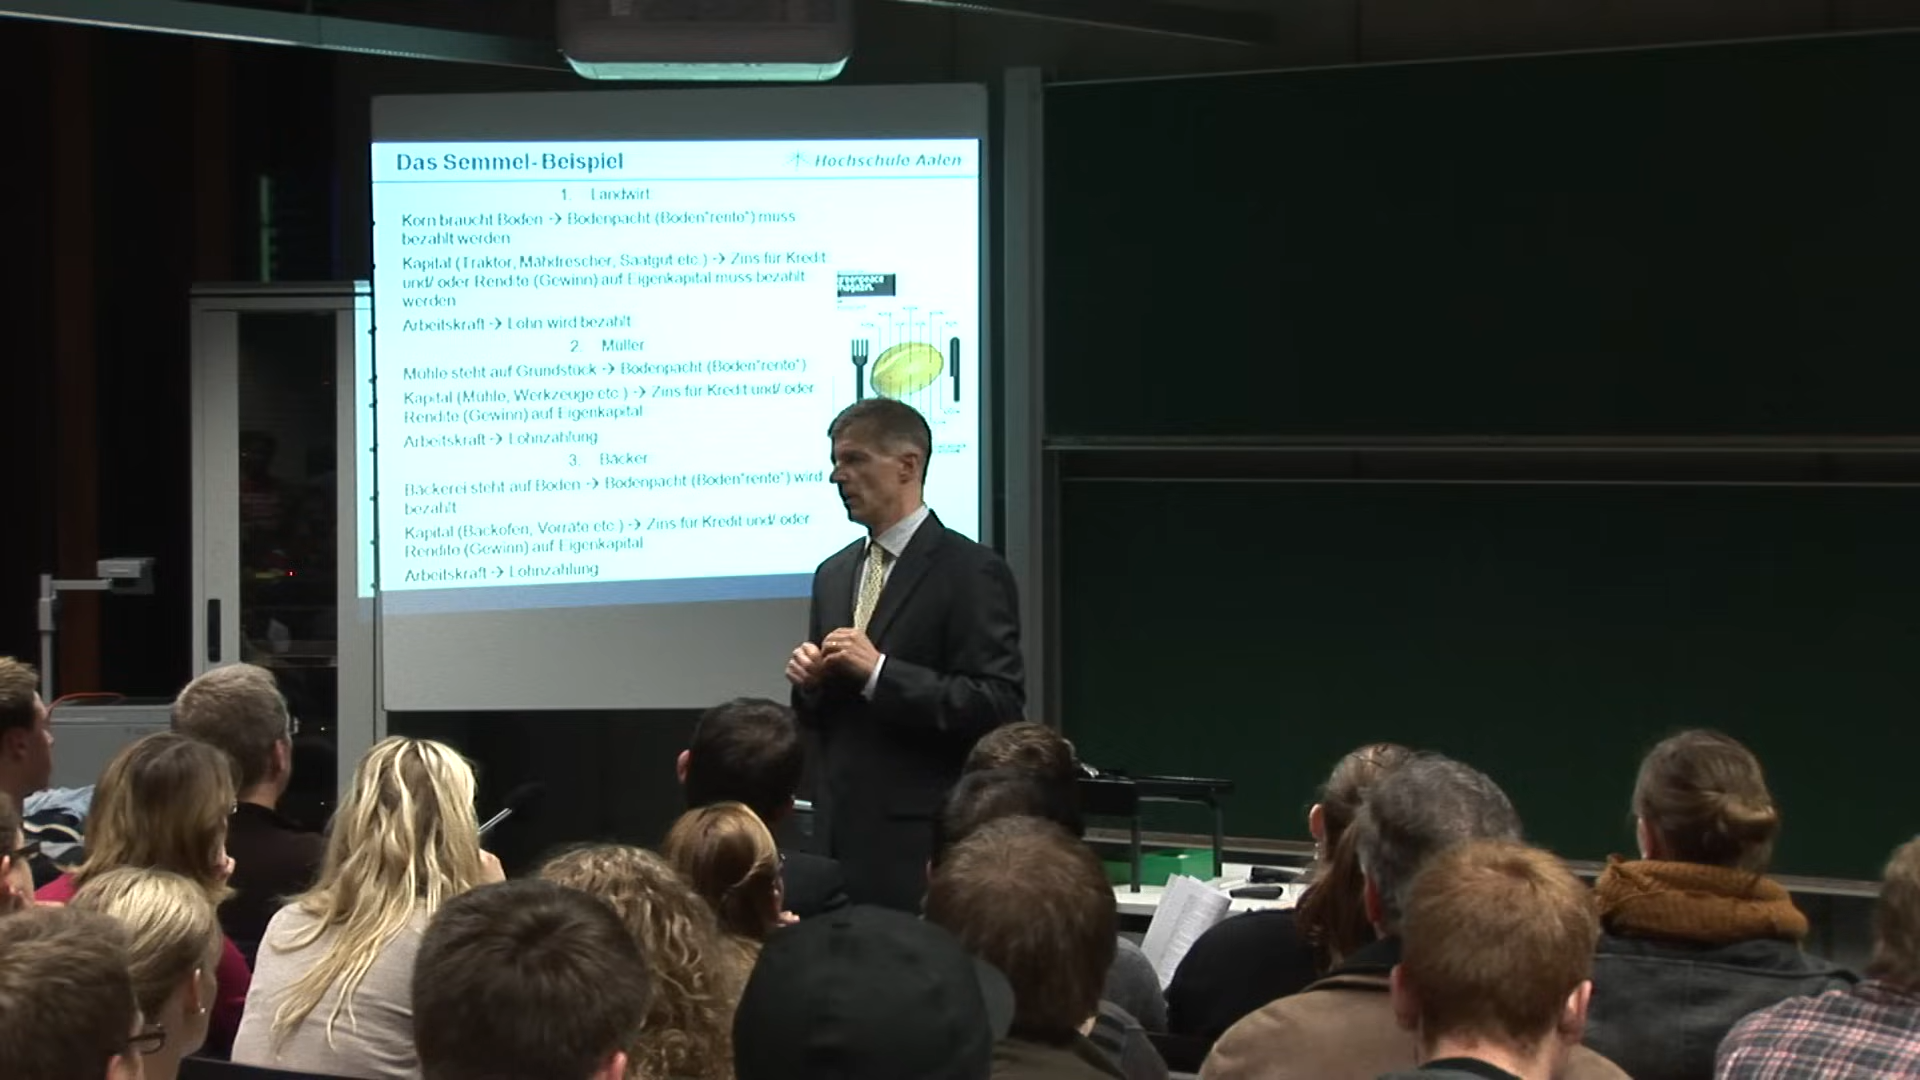 Das Semmel-Beispiel
Hochschule Aalen
1. Landwirt
Korn braucht Boden → Bodenpacht (Boden"rente") muss
bezahlt werden
Kapital (Traktor, Mähdrescher, Saatgut etc.) → Zins für Kredit
und/ oder Rendite (Gewinn) auf Eigenkapital muss bezahlt
werden
Arbeitskraft → Lohn wird bezahlt
2. Müller
Mühle steht auf Grundstück → Bodenpacht (Boden"rente")
Kapital (Mühle, Werkzeuge etc.) → Zins für Kredit und/ oder
Rendite (Gewinn) auf Eigenkapital
Arbeitskraft → Lohnzahlung
3. Bäcker
Bäckerei steht auf Boden → Bodenpacht (Boden"rente") wird
bezahlt
Kapital (Backofen, Vorräte etc.) → Zins für Kredit und/ oder
Rendite (Gewinn) auf Eigenkapital
Arbeitskraft → Lohnzahlung